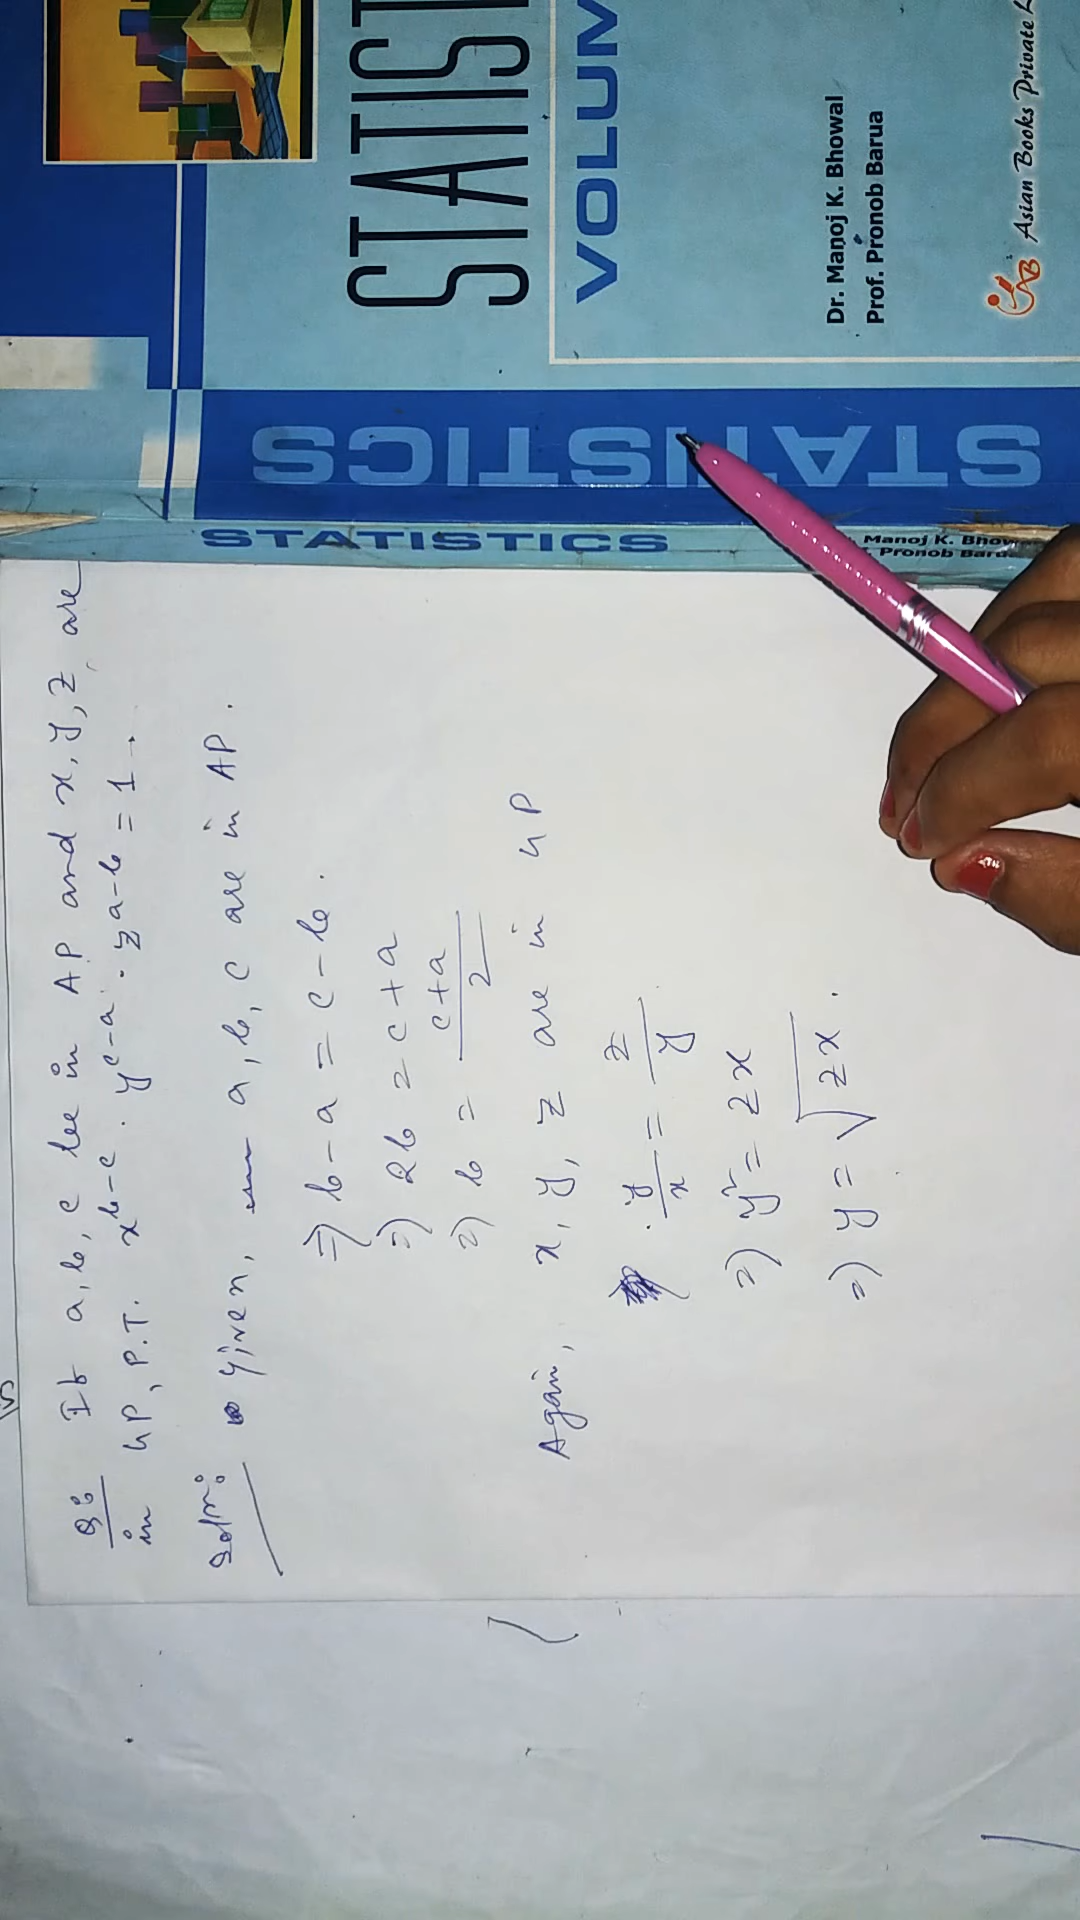 STATIST
VOLUM
Dr. Manoj K. Bhowal
Prof. Pronob Barua
Asian Books Private L
STATISTICS
STATISTICS
Manoj K. Bhow
Pronob Baru
Q6 If a, b, c be in AP and x, y, z, are
in GP, P.T. x^b-c . y^c-a . z^a-b = 1.
Soln: Given, a, b, c are in AP.
=> b - a = c - b.
=> 2b = c + a
=> b = c+a/2
Again, x, y, z are in GP
y/x = z/y
=> y² = zx
=> y = √zx.